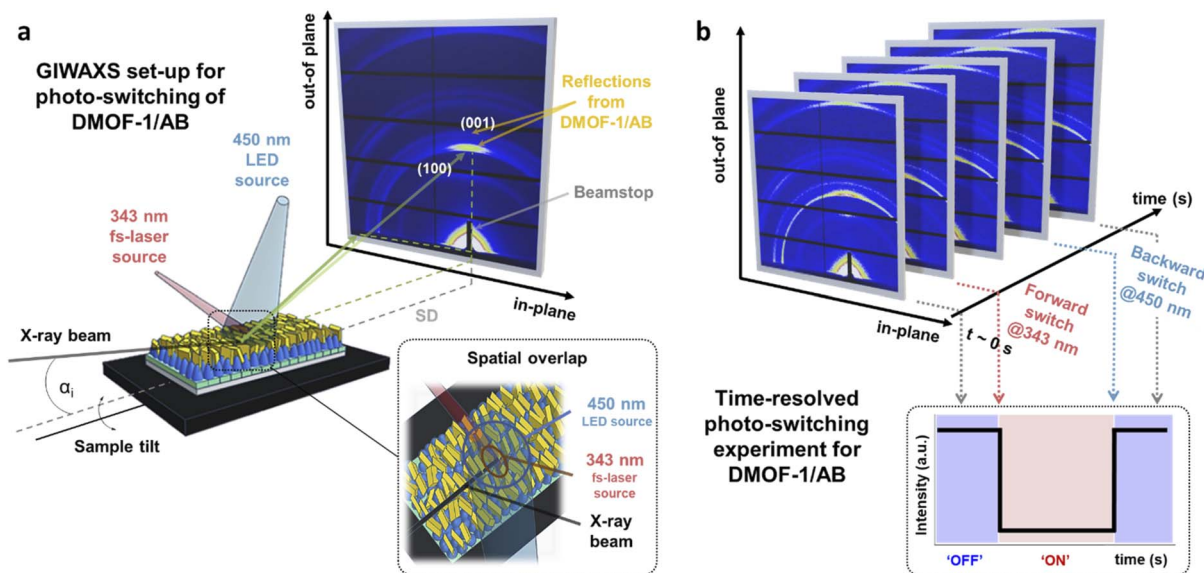 a
GIWAXS set-up for
photo-switching of
DMOF-1/AB
450 nm
LED
source
343 nm
fs-laser
source
X-ray beam
αi
Sample tilt
out-of plane
Reflections
from
DMOF-1/AB
(001)
(100)
Beamstop
in-plane
SD
Spatial overlap
450 nm
LED source
343 nm
fs-laser
source
X-ray
beam
b
out-of plane
in-plane
time (s)
t ~ 0 s
Forward
switch
@343 nm
Backward
switch
@450 nm
Time-resolved
photo-switching
experiment for
DMOF-1/AB
Intensity (a.u.)
‘OFF’
‘ON’
time (s)